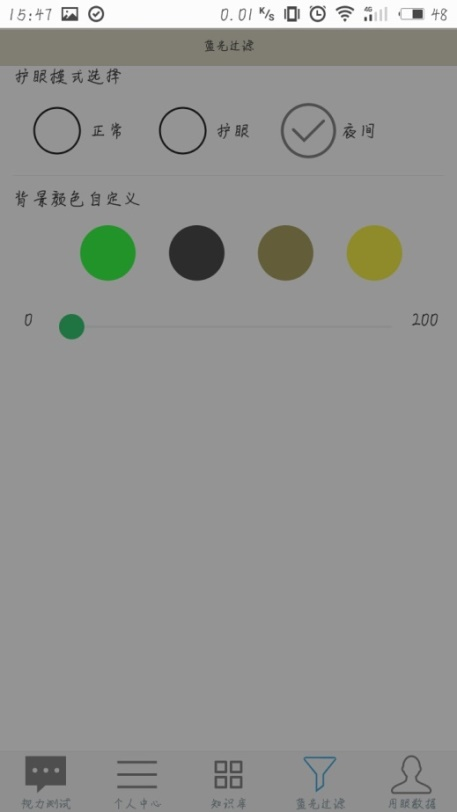 15:47 0.01 K/s 4G 48
蓝光过滤
护眼模式选择
正常 护眼 夜间
背景颜色自定义
0 200
视力测试 个人中心 知识库 蓝光过滤 用眼数据